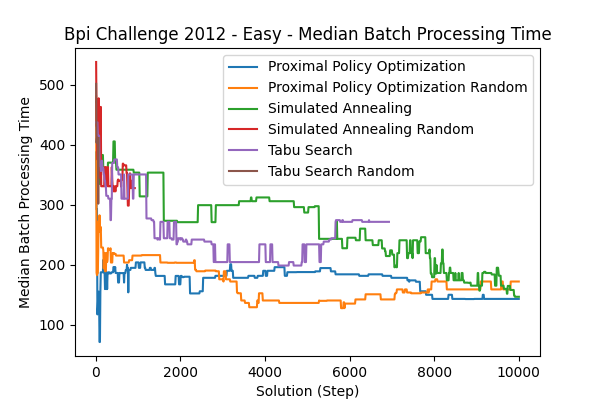 Bpi Challenge 2012 - Easy - Median Batch Processing Time
Proximal Policy Optimization
Proximal Policy Optimization Random
Simulated Annealing
Simulated Annealing Random
Tabu Search
Tabu Search Random
Median Batch Processing Time
500
400
300
200
100
0
2000
4000
6000
8000
10000
Solution (Step)